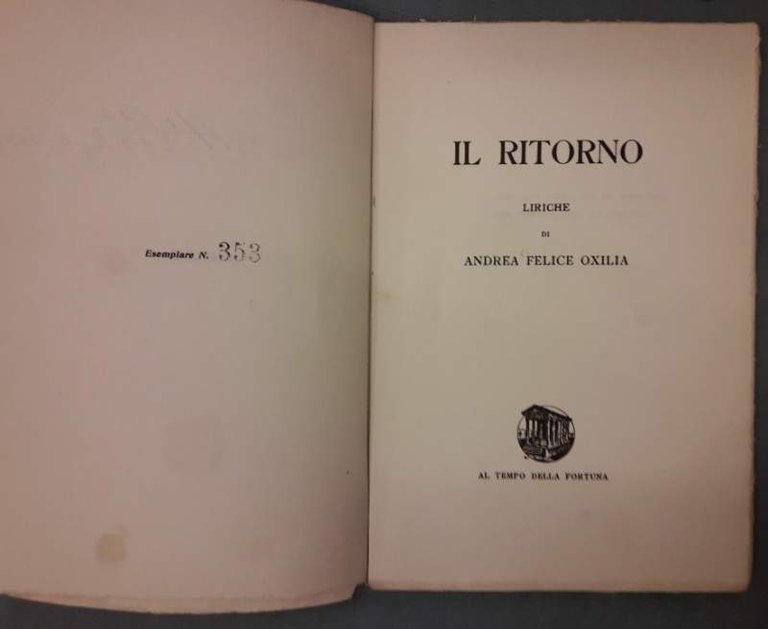 Esemplare N. 353
IL RITORNO
LIRICHE
DI
ANDREA FELICE OXILIA
AL TEMPO DELLA FORTUNA